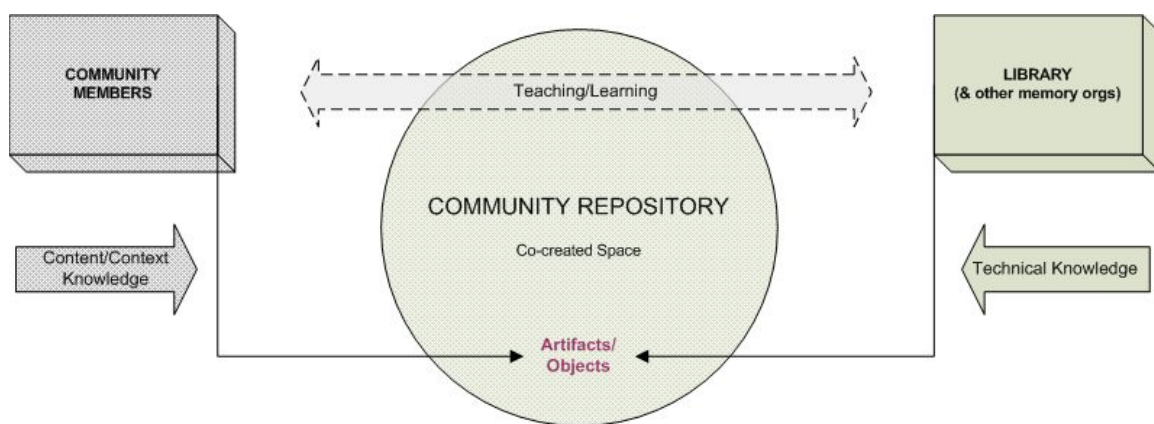 COMMUNITY
MEMBERS
Teaching/Learning
LIBRARY
(& other memory orgs)
COMMUNITY REPOSITORY
Co-created Space
Content/Context
Knowledge
Technical Knowledge
Artifacts/
Objects